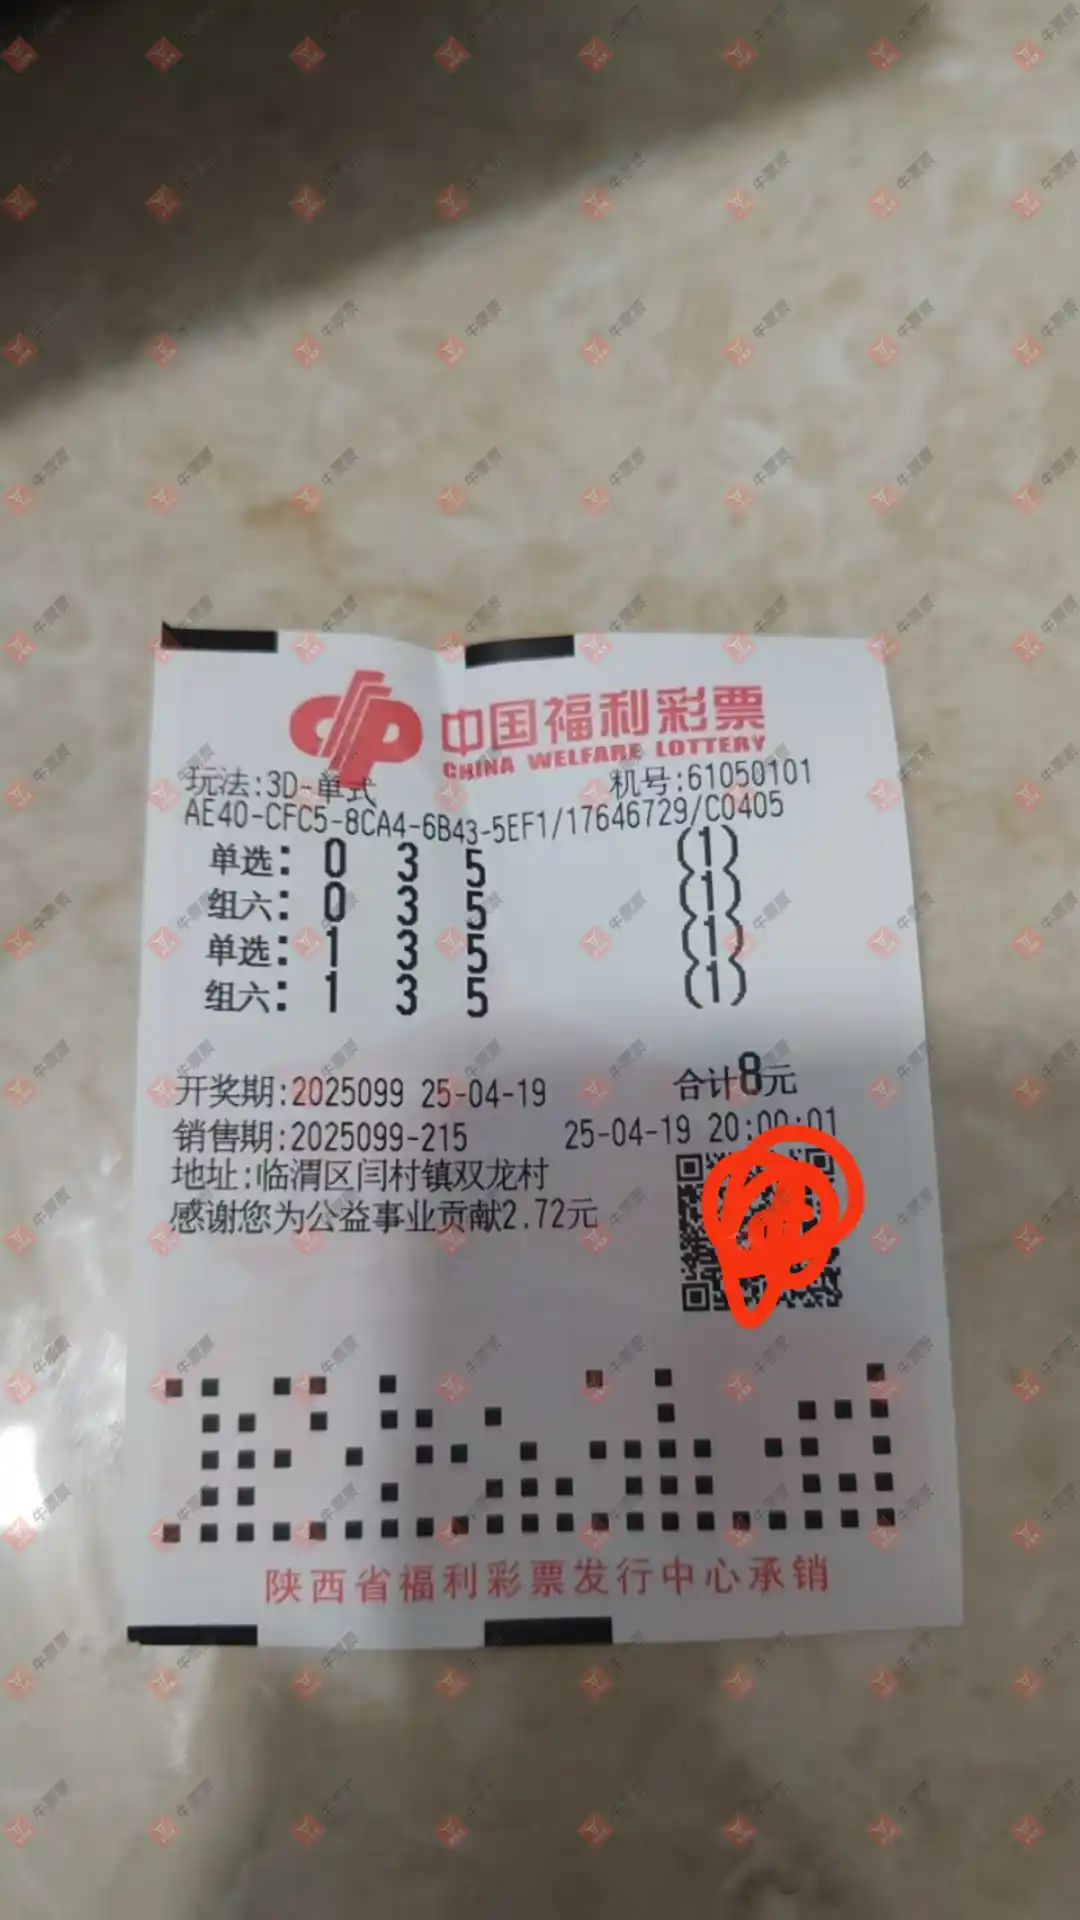 中国福利彩票
CHINA WELFARE LOTTERY
玩法:3D-单式 机号:61050101
AE40-CFC5-8CA4-6B43-5EF1/17646729/C0405
单选: 0 3 5 (1)
组六: 0 3 5 (1)
单选: 1 3 5 (1)
组六: 1 3 5 (1)
开奖期:2025099 25-04-19 合计8元
销售期:2025099-215 25-04-19 20:00:01
地址:临渭区闫村镇双龙村
感谢您为公益事业贡献2.72元
陕西省福利彩票发行中心承销